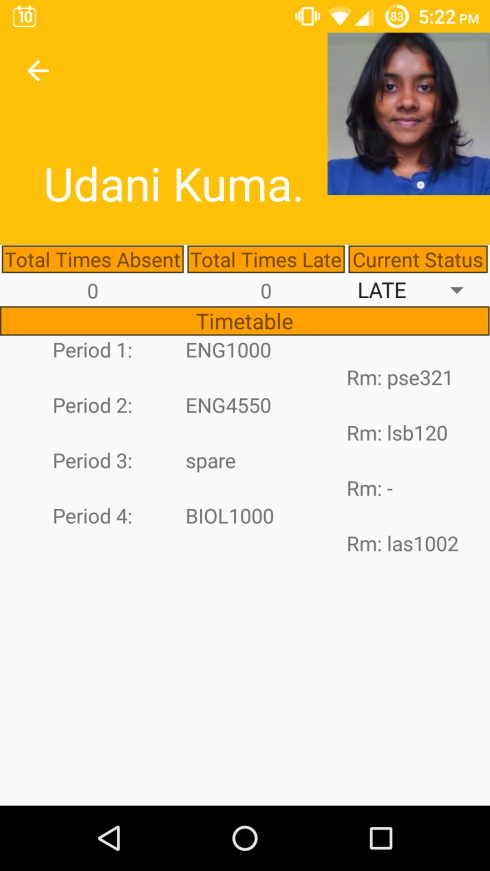 10
83
5:22 PM
Udani Kuma.
Total Times Absent Total Times Late Current Status
0 0 LATE
Timetable
Period 1: ENG1000
Rm: pse321
Period 2: ENG4550
Rm: lsb120
Period 3: spare
Rm: -
Period 4: BIOL1000
Rm: las1002